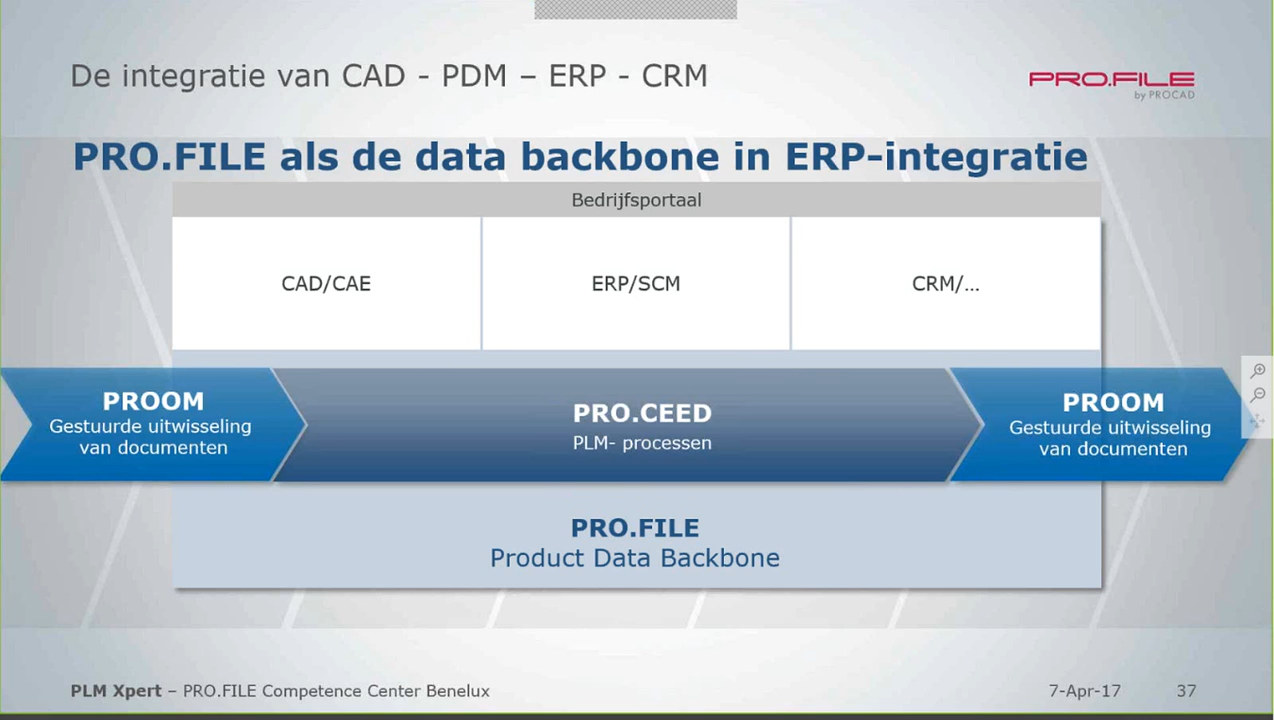 De integratie van CAD - PDM – ERP - CRM
PRO.FILE
by PROCAD
PRO.FILE als de data backbone in ERP-integratie
Bedrijfsportaal
CAD/CAE
ERP/SCM
CRM/...
PROOM
Gestuurde uitwisseling
van documenten
PRO.CEED
PLM- processen
PROOM
Gestuurde uitwisseling
van documenten
PRO.FILE
Product Data Backbone
PLM Xpert – PRO.FILE Competence Center Benelux
7-Apr-17
37